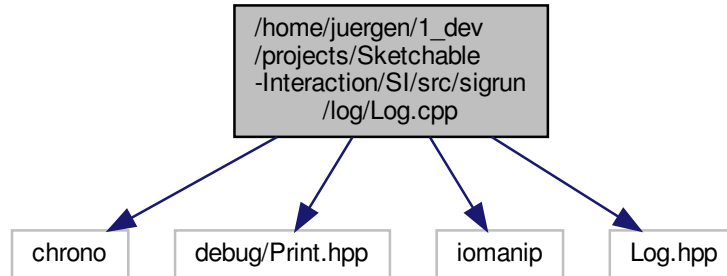 /home/juergen/1_dev
/projects/Sketchable
-Interaction/SI/src/sigrun
/log/Log.cpp
chrono
debug/Print.hpp
iomanip
Log.hpp